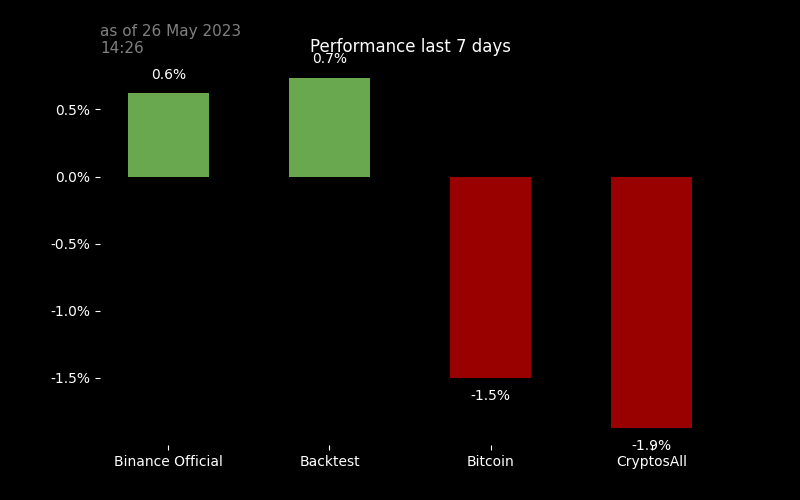 as of 26 May 2023
14:26
Performance last 7 days
0.6%
0.7%
0.5%
0.0%
-0.5%
-1.0%
-1.5%
-1.5%
-1.9%
Binance Official
Backtest
Bitcoin
CryptosAll